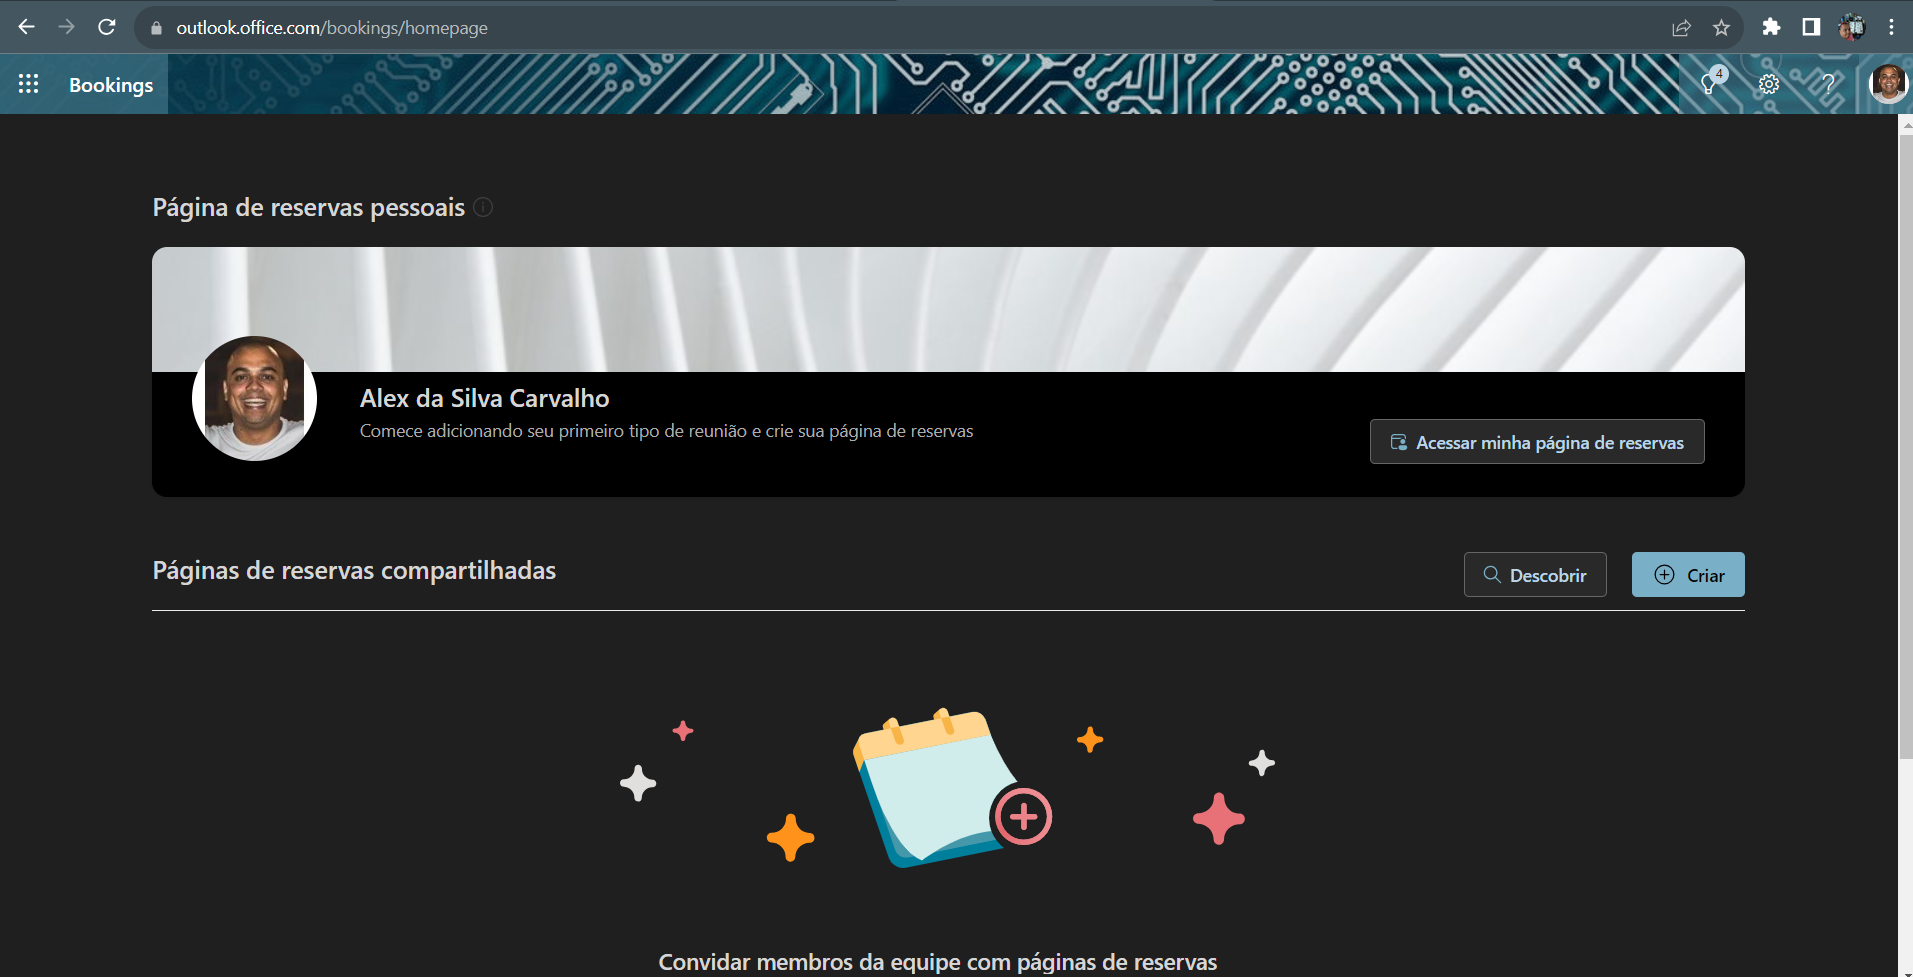 outlook.office.com/bookings/homepage
Bookings
4
Página de reservas pessoais
Alex da Silva Carvalho
Comece adicionando seu primeiro tipo de reunião e crie sua página de reservas
Acessar minha página de reservas
Páginas de reservas compartilhadas
Descobrir
Criar
Convidar membros da equipe com páginas de reservas